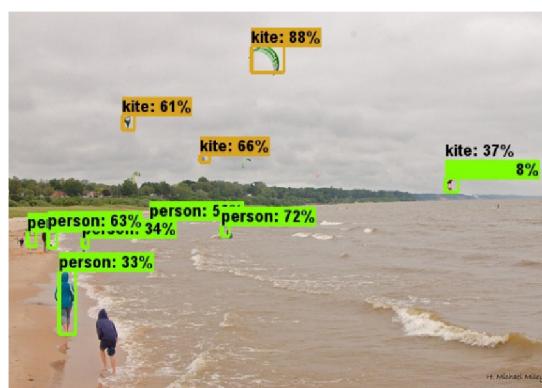 kite: 88%
kite: 61%
kite: 66%
kite: 37%
8%
person: 72%
person: 63%
34%
person: 33%